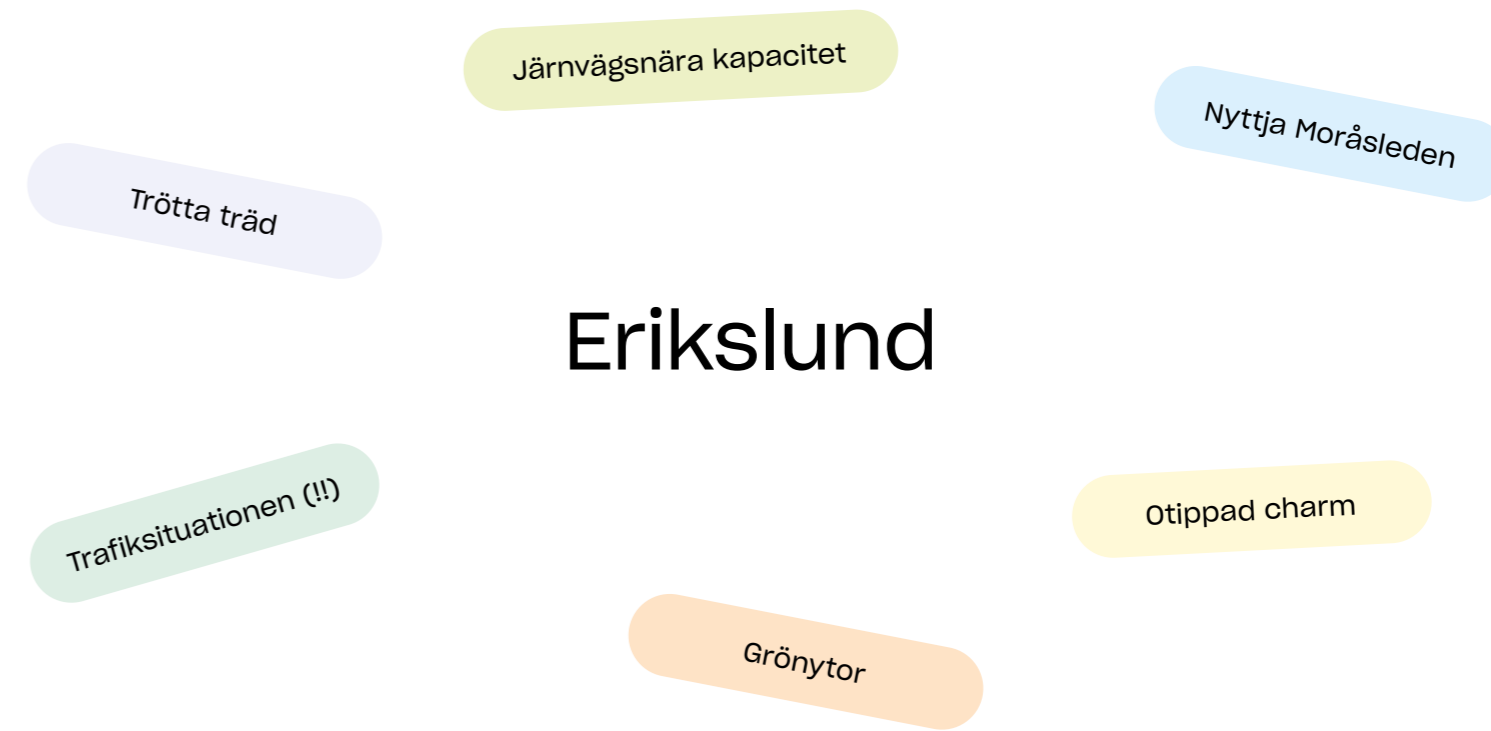 Järnvägsnära kapacitet
Nyttja Moråsleden
Trötta träd
Erikslund
Trafiksituationen (!!)
Otippad charm
Grönytor